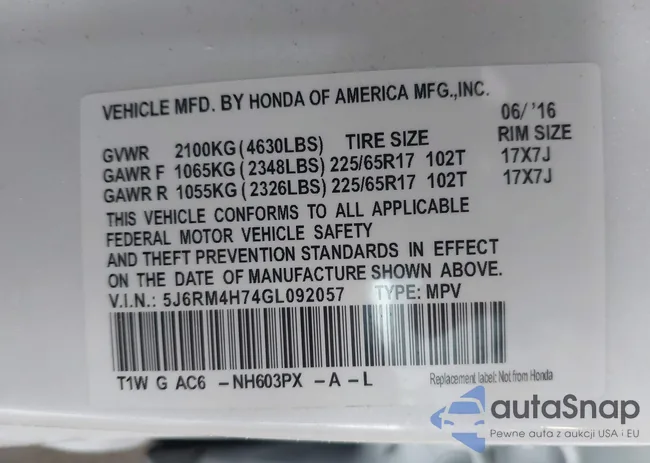 VEHICLE MFD. BY HONDA OF AMERICA MFG.,INC.
06/ '16
GVWR 2100KG (4630LBS) TIRE SIZE RIM SIZE
GAWR F 1065KG (2348LBS) 225/65R17 102T 17X7J
GAWR R 1055KG (2326LBS) 225/65R17 102T 17X7J
THIS VEHICLE CONFORMS TO ALL APPLICABLE
FEDERAL MOTOR VEHICLE SAFETY
AND THEFT PREVENTION STANDARDS IN EFFECT
ON THE DATE OF MANUFACTURE SHOWN ABOVE.
V.I.N.: 5J6RM4H74GL092057 TYPE: MPV
T1W G AC6 -NH603PX -A -L Replacement label: Not from Honda
autaSnap
Pewne auta z aukcji USA i EU